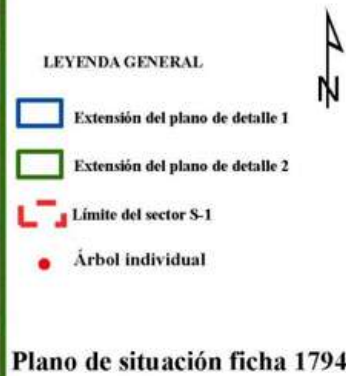 LEYENDA GENERAL
N
Extensión del plano de detalle 1
Extensión del plano de detalle 2
Límite del sector S-1
Árbol individual
Plano de situación ficha 1794